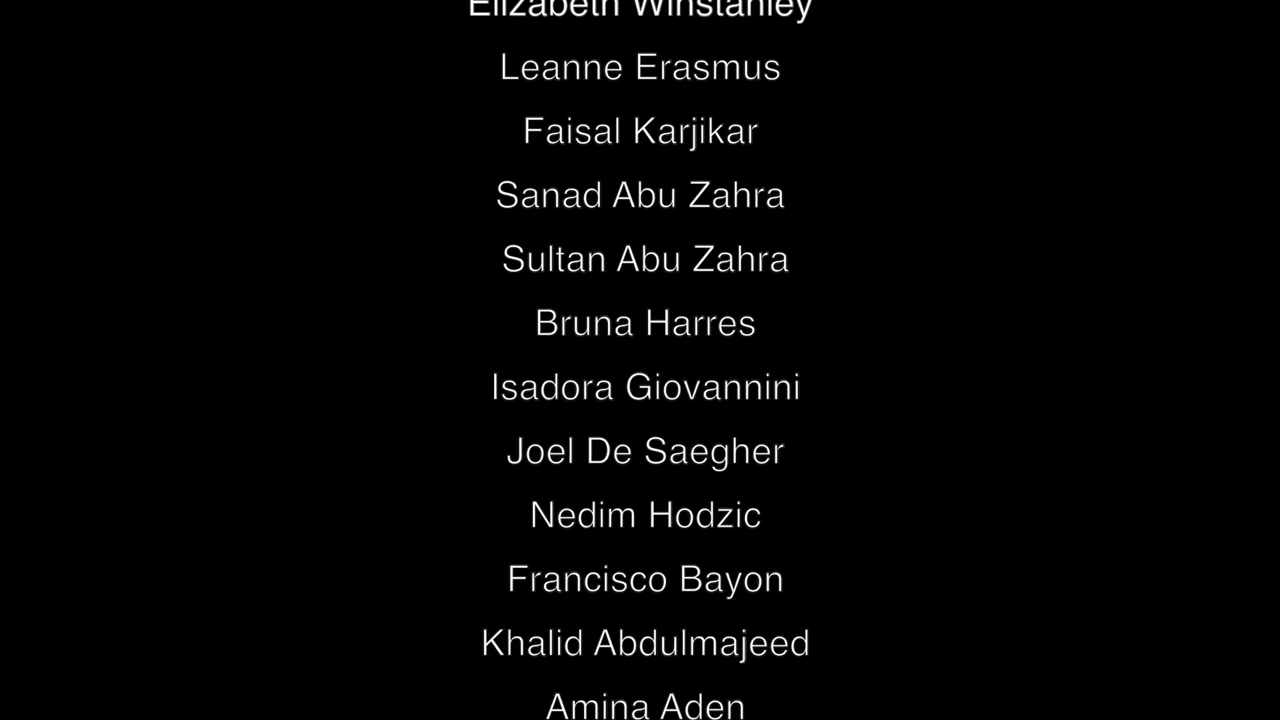 Elizabeth Winstanley
Leanne Erasmus
Faisal Karjikar
Sanad Abu Zahra
Sultan Abu Zahra
Bruna Harres
Isadora Giovannini
Joel De Saegher
Nedim Hodzic
Francisco Bayon
Khalid Abdulmajeed
Amina Aden